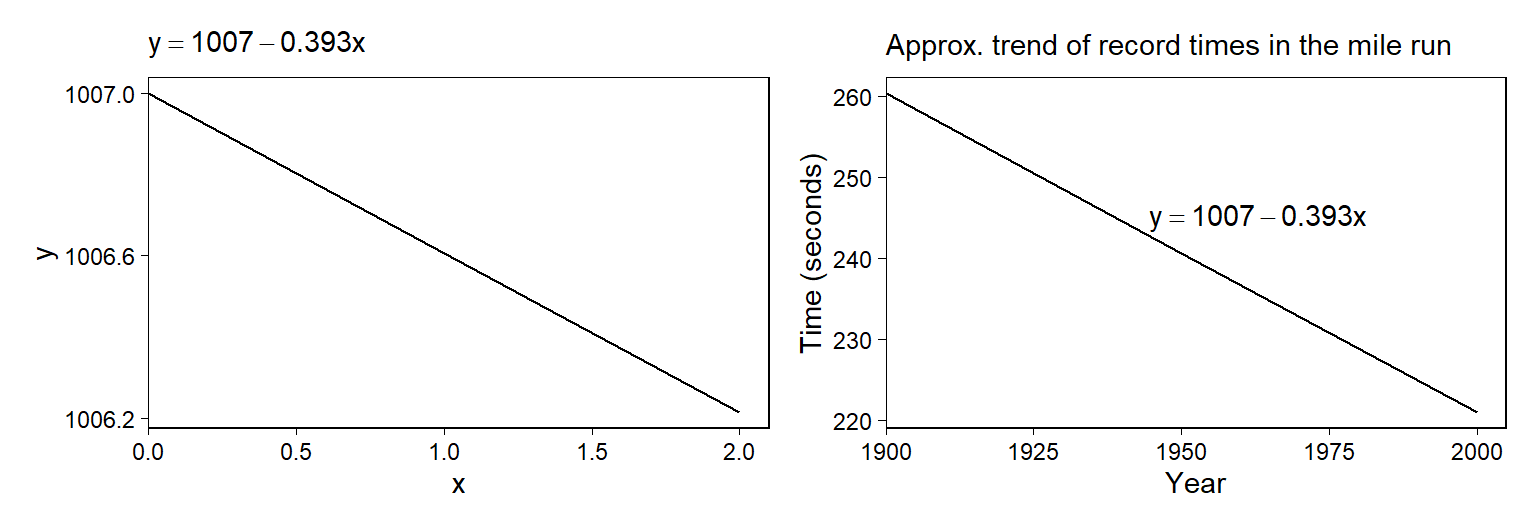 y = 1007 − 0.393x
1007.0
1006.6
1006.2
y
0.0 0.5 1.0 1.5 2.0
x
Approx. trend of record times in the mile run
260
250
240
230
220
Time (seconds)
y = 1007 − 0.393x
1900 1925 1950 1975 2000
Year